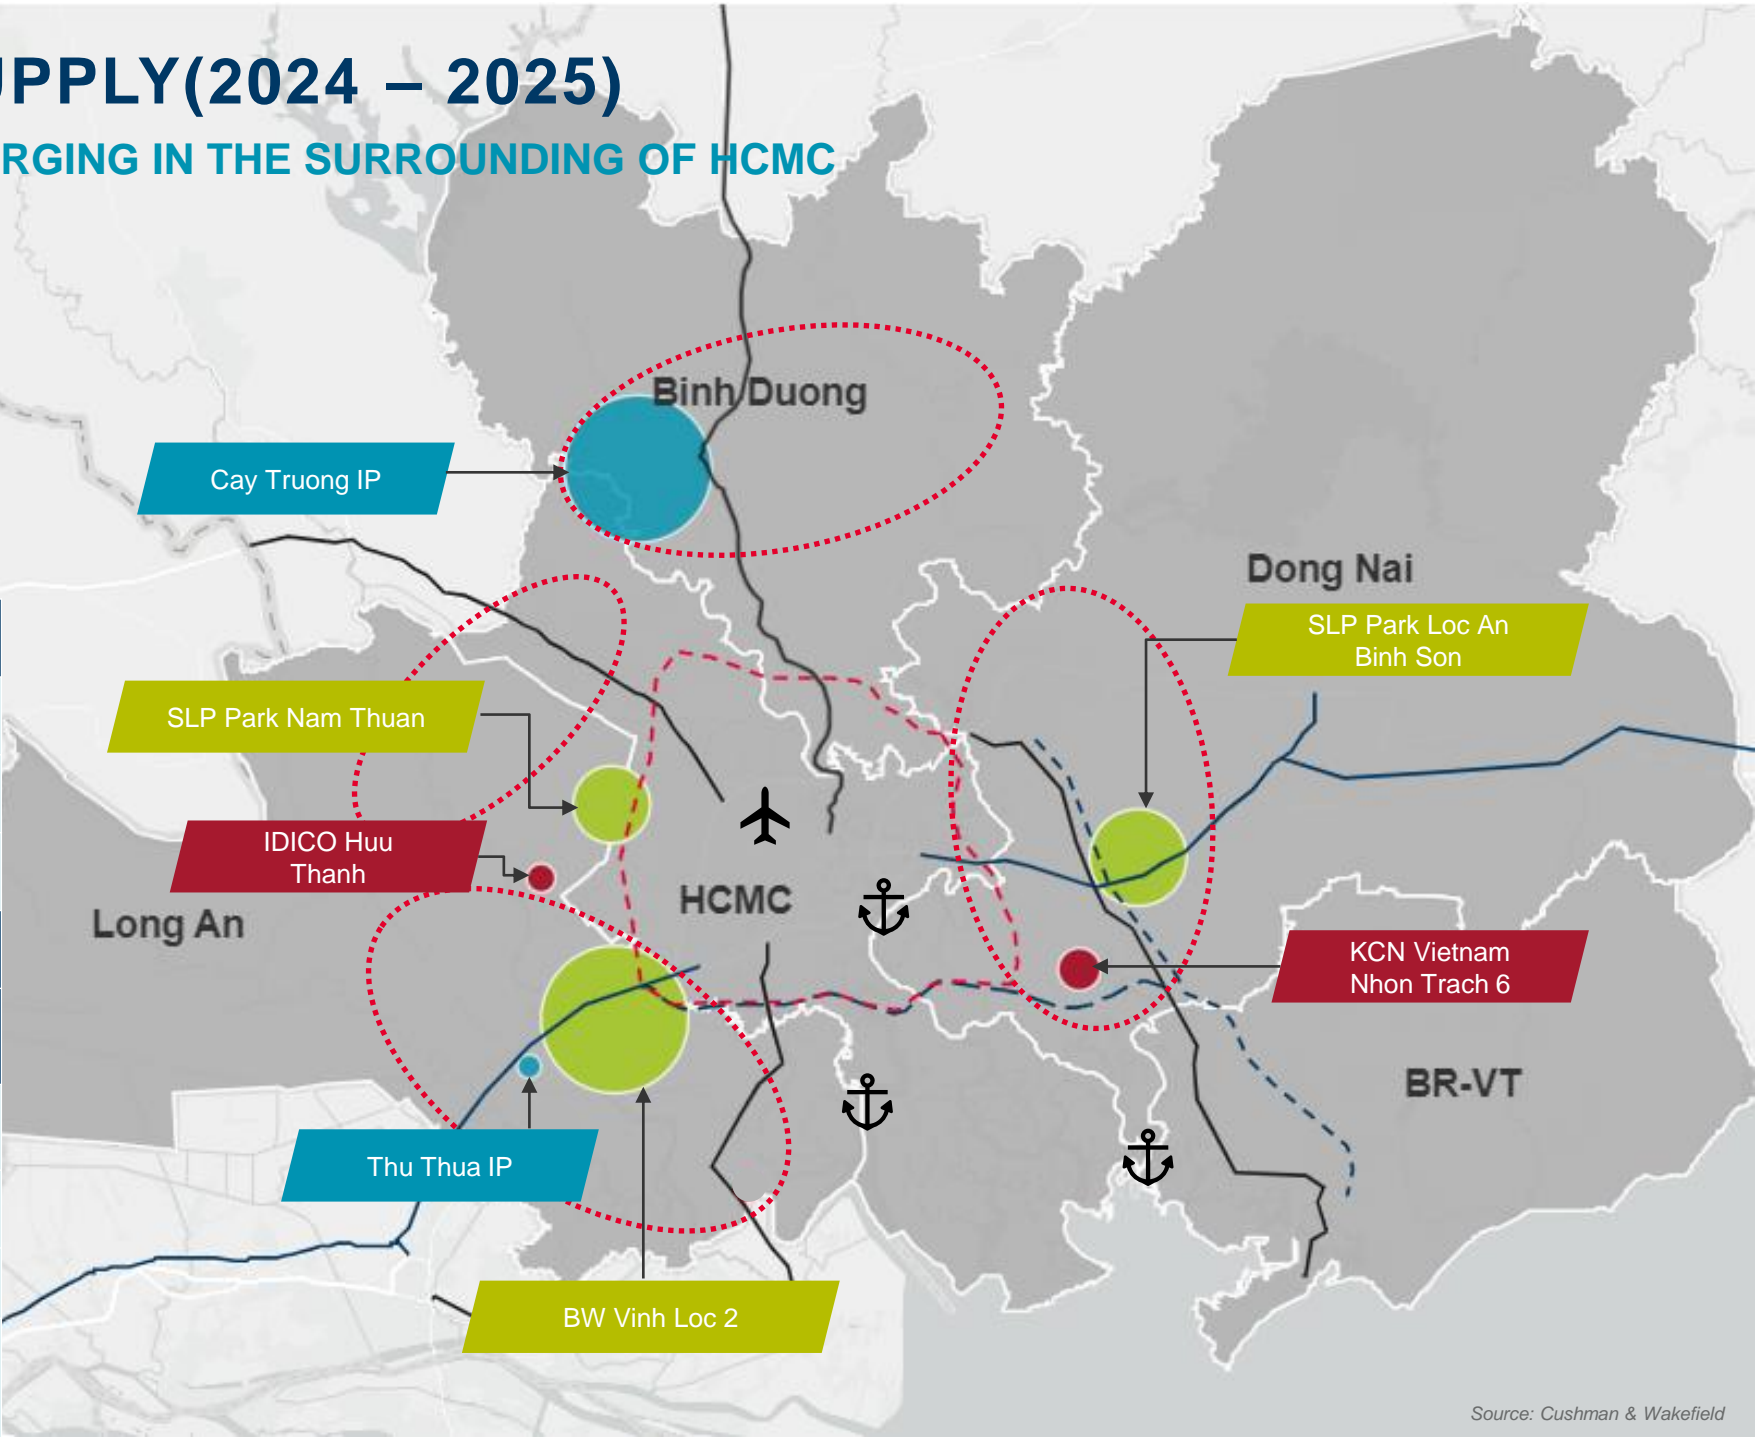 UPPLY(2024 – 2025)
RGING IN THE SURROUNDING OF HCMC
Binh Duong
Cay Truong IP
Dong Nai
SLP Park Loc An
Binh Son
SLP Park Nam Thuan
IDICO Huu
Thanh
HCMC
Long An
KCN Vietnam
Nhon Trach 6
BR-VT
Thu Thua IP
BW Vinh Loc 2
Source: Cushman & Wakefield